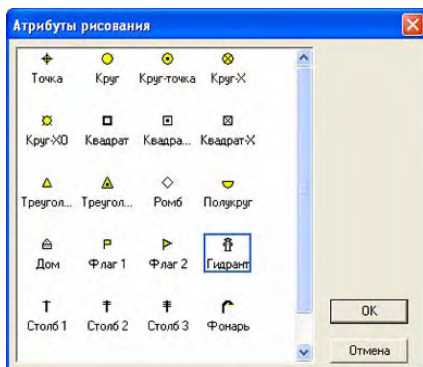 Атрибуты рисования
Точка Круг Круг-точка Круг-X
Круг-X0 Квадрат Квадра... Квадрат-X
Треугол... Треугол... Ромб Полукруг
Дом Флаг 1 Флаг 2 Гидрант
Столб 1 Столб 2 Столб 3 Фонарь
OK
Отмена